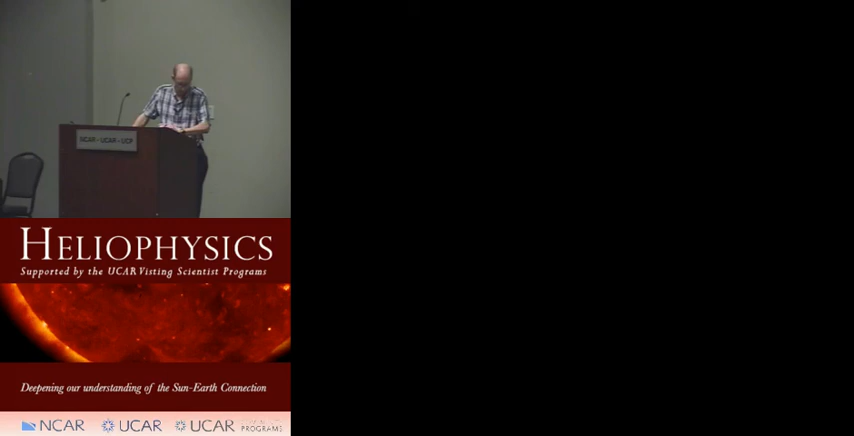 NCAR - UCAR - UCP
HELIOPHYSICS
Supported by the UCAR Visting Scientist Programs
Deepening our understanding of the Sun-Earth Connection
NCAR UCAR UCAR
PROGRAMS